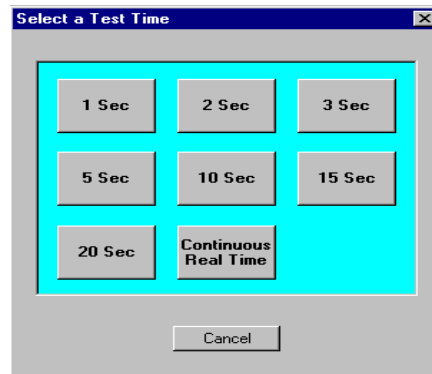 Select a Test Time
1 Sec
2 Sec
3 Sec
5 Sec
10 Sec
15 Sec
20 Sec
Continuous
Real Time
Cancel